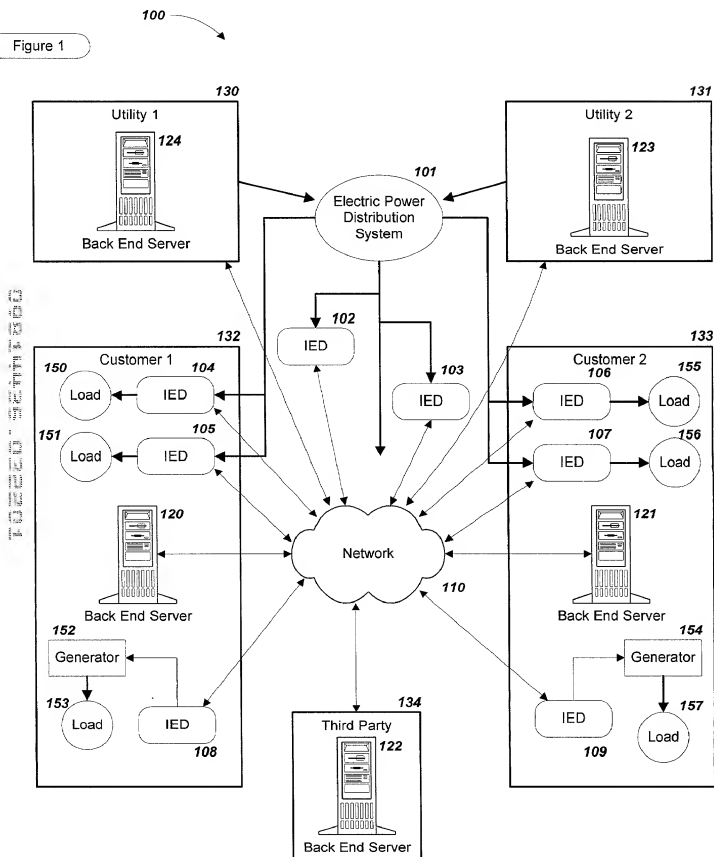 100
Figure 1
130
131
Utility 1
Utility 2
124
123
Back End Server
Back End Server
101
Electric Power
Distribution
System
102
IED
103
IED
132
133
Customer 1
Customer 2
150
Load
104
IED
106
IED
155
Load
151
Load
105
IED
107
IED
156
Load
120
Back End Server
Network
110
121
Back End Server
152
Generator
153
Load
IED
108
154
Generator
IED
109
157
Load
134
Third Party
122
Back End Server